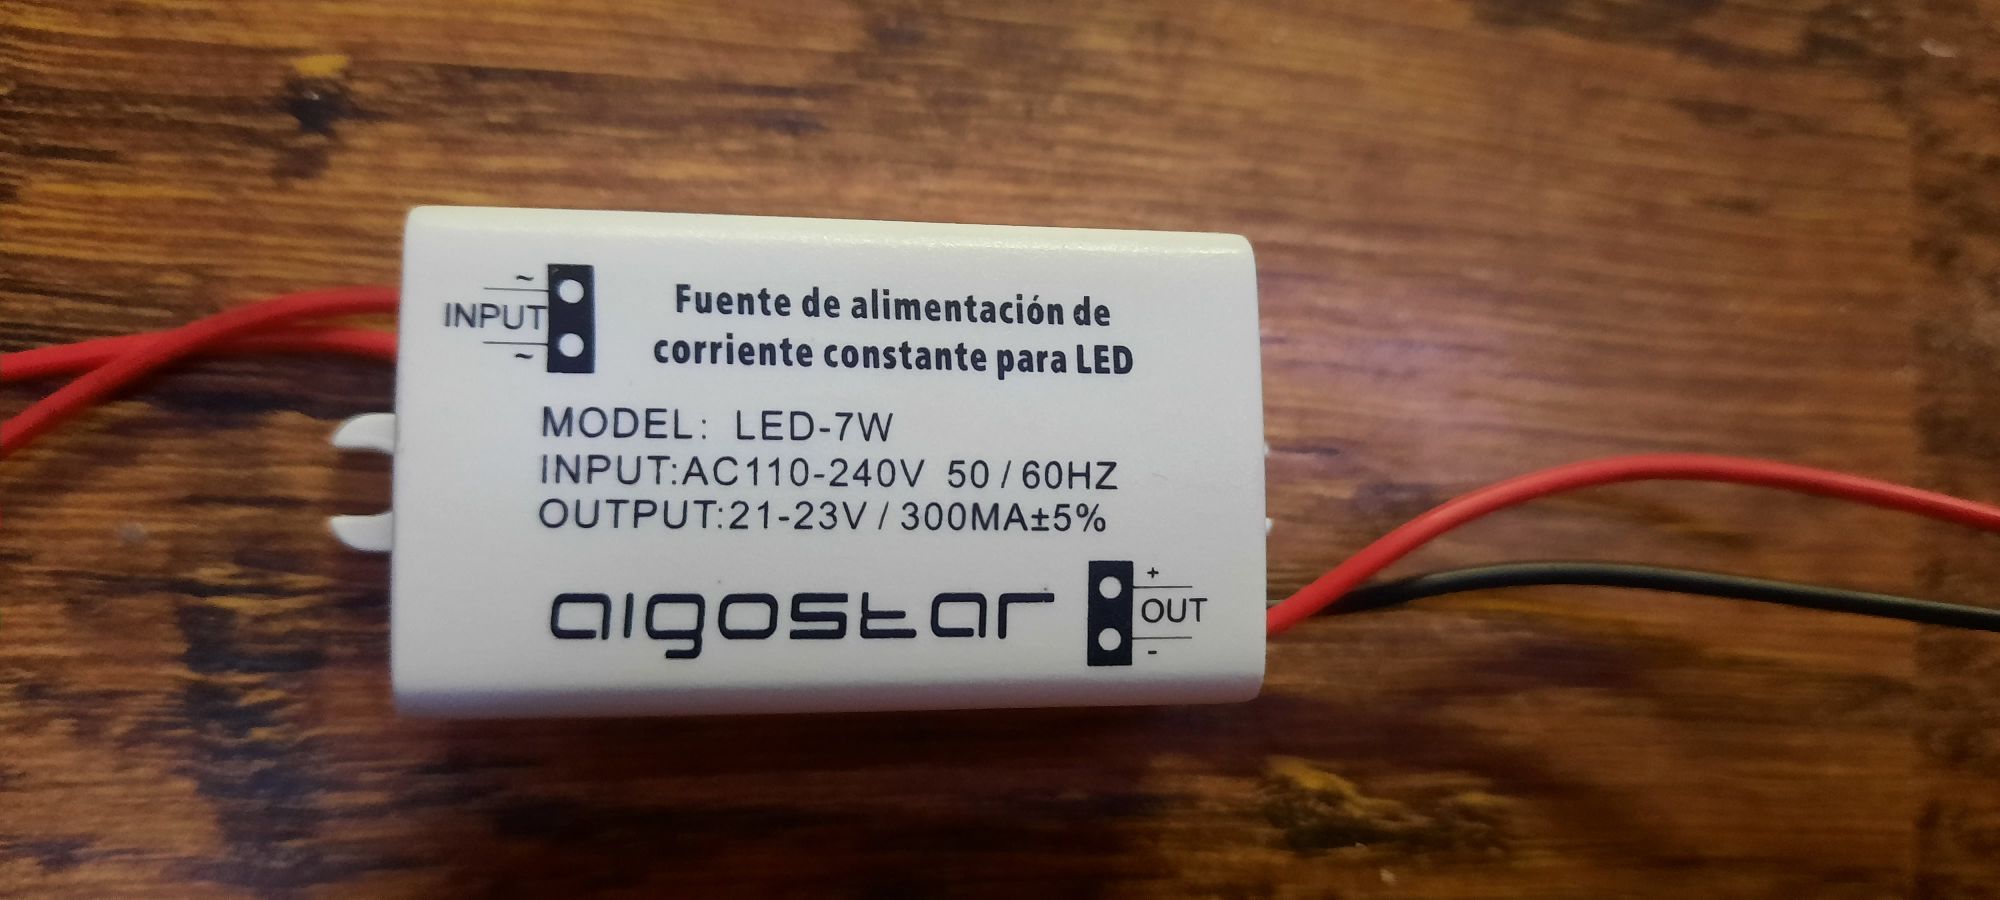 ~
INPUT
~
Fuente de alimentación de
corriente constante para LED
MODEL: LED-7W
INPUT:AC110-240V 50/60HZ
OUTPUT:21-23V/300MA±5%
aigostar
+
OUT
-